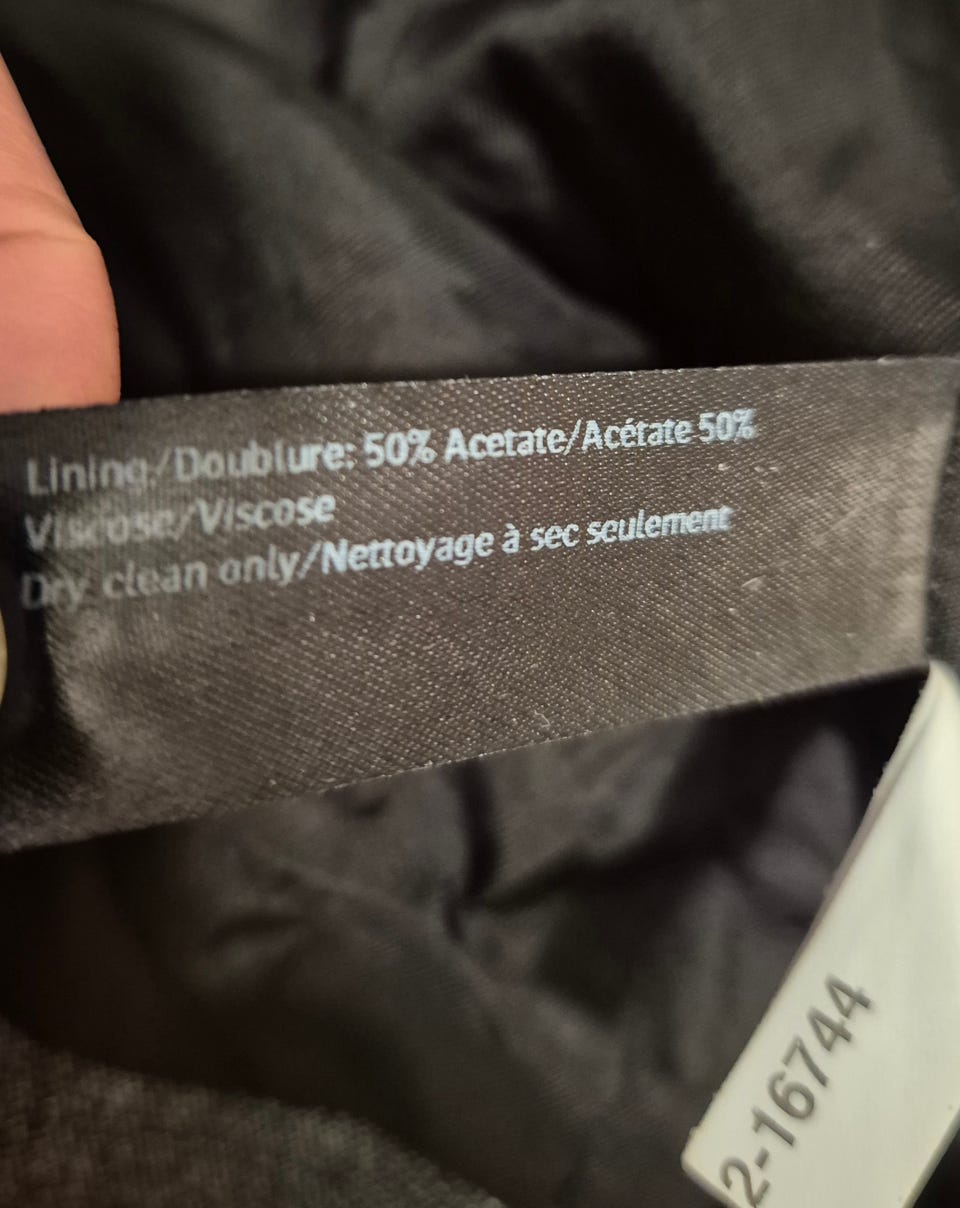 Lining/Doublure: 50% Acetate/Acétate 50%
Viscose/Viscose
Dry clean only/Nettoyage à sec seulement
2-16744